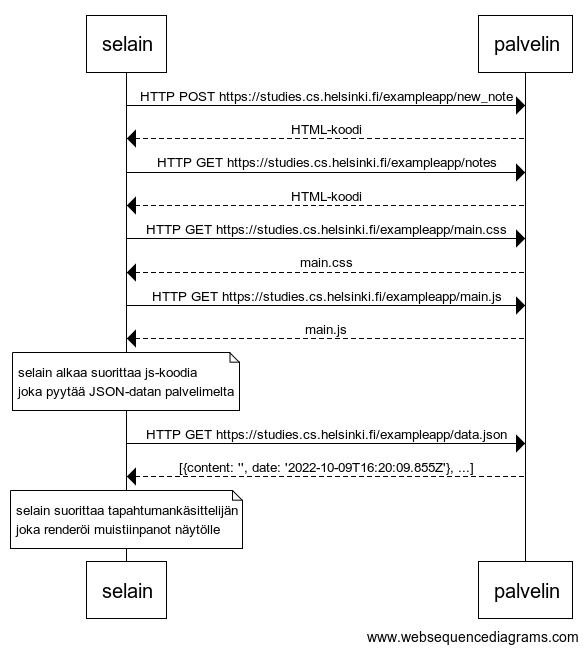 selain palvelin
HTTP POST https://studies.cs.helsinki.fi/exampleapp/new_note
HTML-koodi
HTTP GET https://studies.cs.helsinki.fi/exampleapp/notes
HTML-koodi
HTTP GET https://studies.cs.helsinki.fi/exampleapp/main.css
main.css
HTTP GET https://studies.cs.helsinki.fi/exampleapp/main.js
main.js
selain alkaa suorittaa js-koodia
joka pyytää JSON-datan palvelimelta
HTTP GET https://studies.cs.helsinki.fi/exampleapp/data.json
[{content: '', date: '2022-10-09T16:20:09.855Z'}, ...]
selain suorittaa tapahtumankäsittelijän
joka renderöi muistiinpanot näytölle
selain palvelin
www.websequencediagrams.com